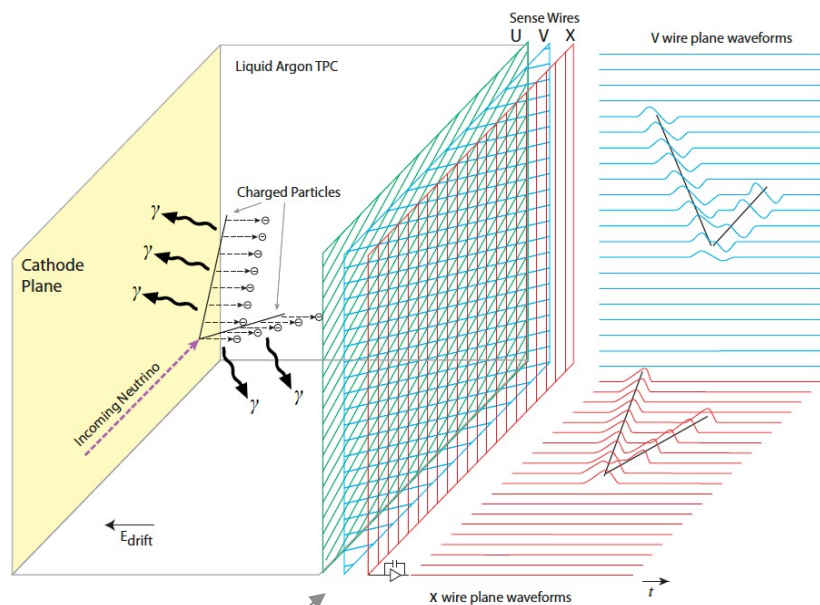 Sense Wires
U V X
V wire plane waveforms
Liquid Argon TPC
Charged Particles
γ
γ
γ
Cathode
Plane
γ
γ
Incoming Neutrino
E drift
t
X wire plane waveforms